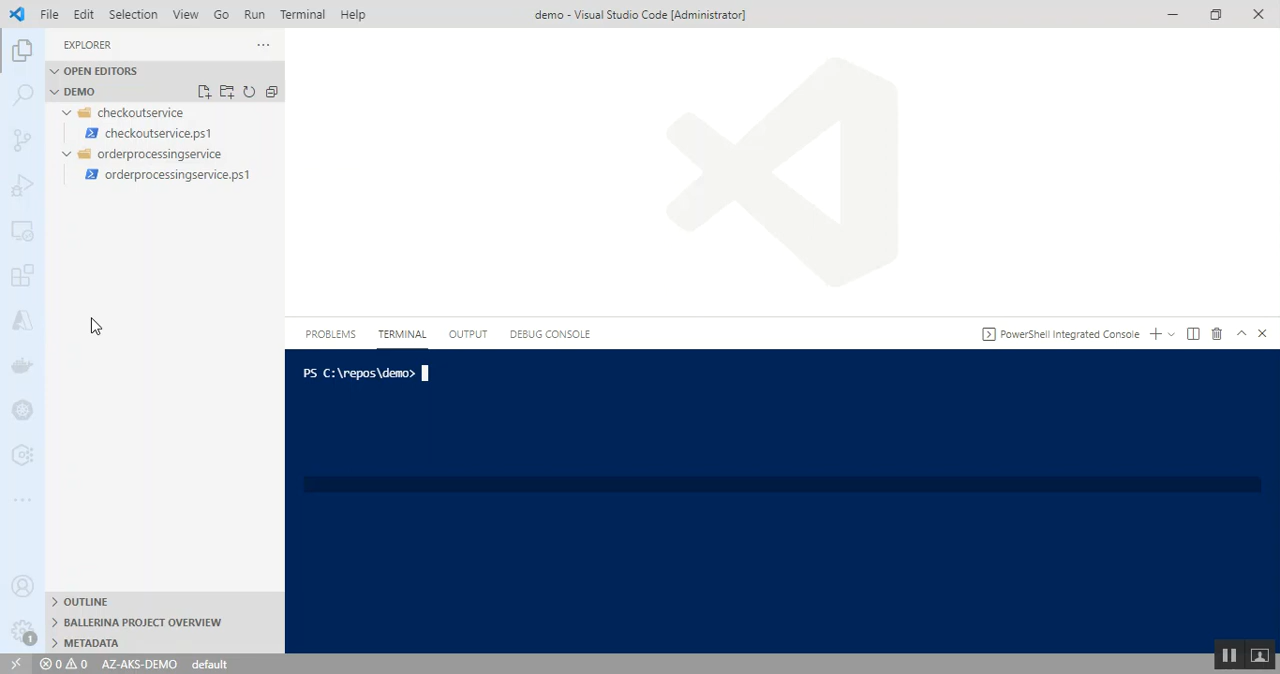 File Edit Selection View Go Run Terminal Help demo - Visual Studio Code [Administrator]
EXPLORER
OPEN EDITORS
DEMO
checkoutservice
checkoutservice.ps1
orderprocessingservice
orderprocessingservice.ps1
PROBLEMS TERMINAL OUTPUT DEBUG CONSOLE PowerShell Integrated Console
PS C:\repos\demo>
OUTLINE
BALLERINA PROJECT OVERVIEW
1
METADATA
0 0 AZ-AKS-DEMO default